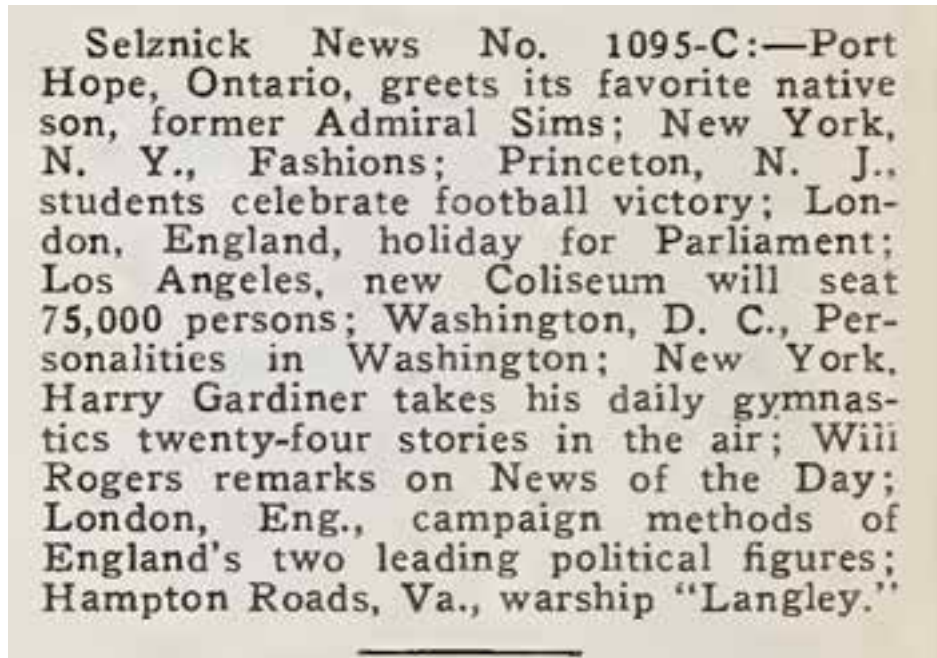 Selznick News No. 1095-C:—Port
Hope, Ontario, greets its favorite native
son, former Admiral Sims; New York,
N. Y., Fashions; Princeton, N. J.,
students celebrate football victory; Lon-
don, England, holiday for Parliament;
Los Angeles, new Coliseum will seat
75,000 persons; Washington, D. C., Per-
sonalities in Washington; New York,
Harry Gardiner takes his daily gymnas-
tics twenty-four stories in the air; Will
Rogers remarks on News of the Day;
London, Eng., campaign methods of
England's two leading political figures;
Hampton Roads, Va., warship "Langley."